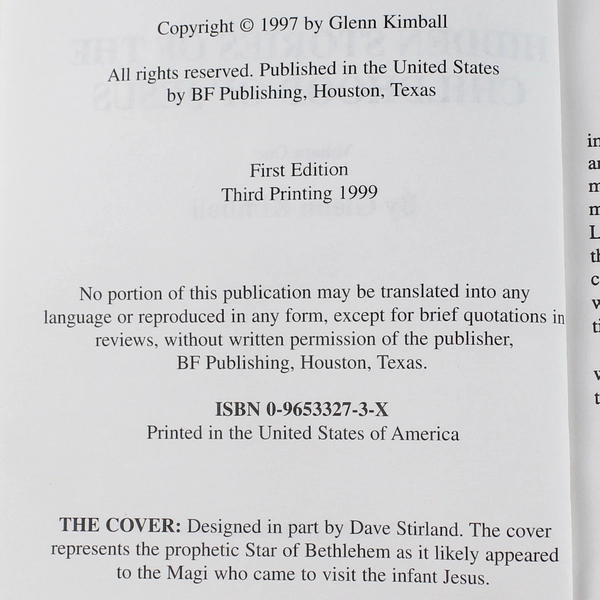 Copyright © 1997 by Glenn Kimball
All rights reserved. Published in the United States
by BF Publishing, Houston, Texas
First Edition
Third Printing 1999
No portion of this publication may be translated into any
language or reproduced in any form, except for brief quotations in
reviews, without written permission of the publisher,
BF Publishing, Houston, Texas.
ISBN 0-9653327-3-X
Printed in the United States of America
THE COVER: Designed in part by Dave Stirland. The cover
represents the prophetic Star of Bethlehem as it likely appeared
to the Magi who came to visit the infant Jesus.